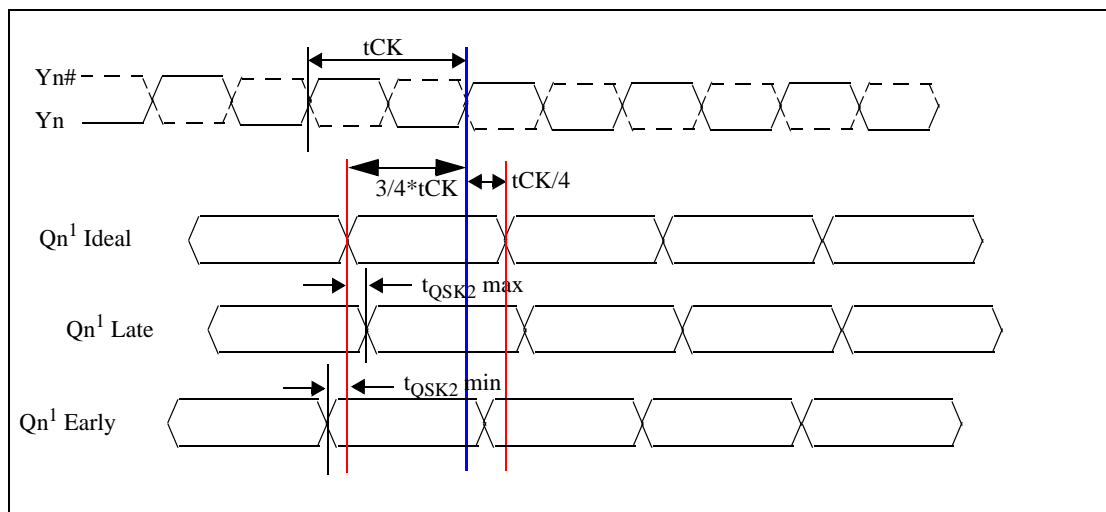 tCK
Yn#
Yn
3/4*tCK
tCK/4
Qn¹ Ideal
tQSK2 max
Qn¹ Late
tQSK2 min
Qn¹ Early